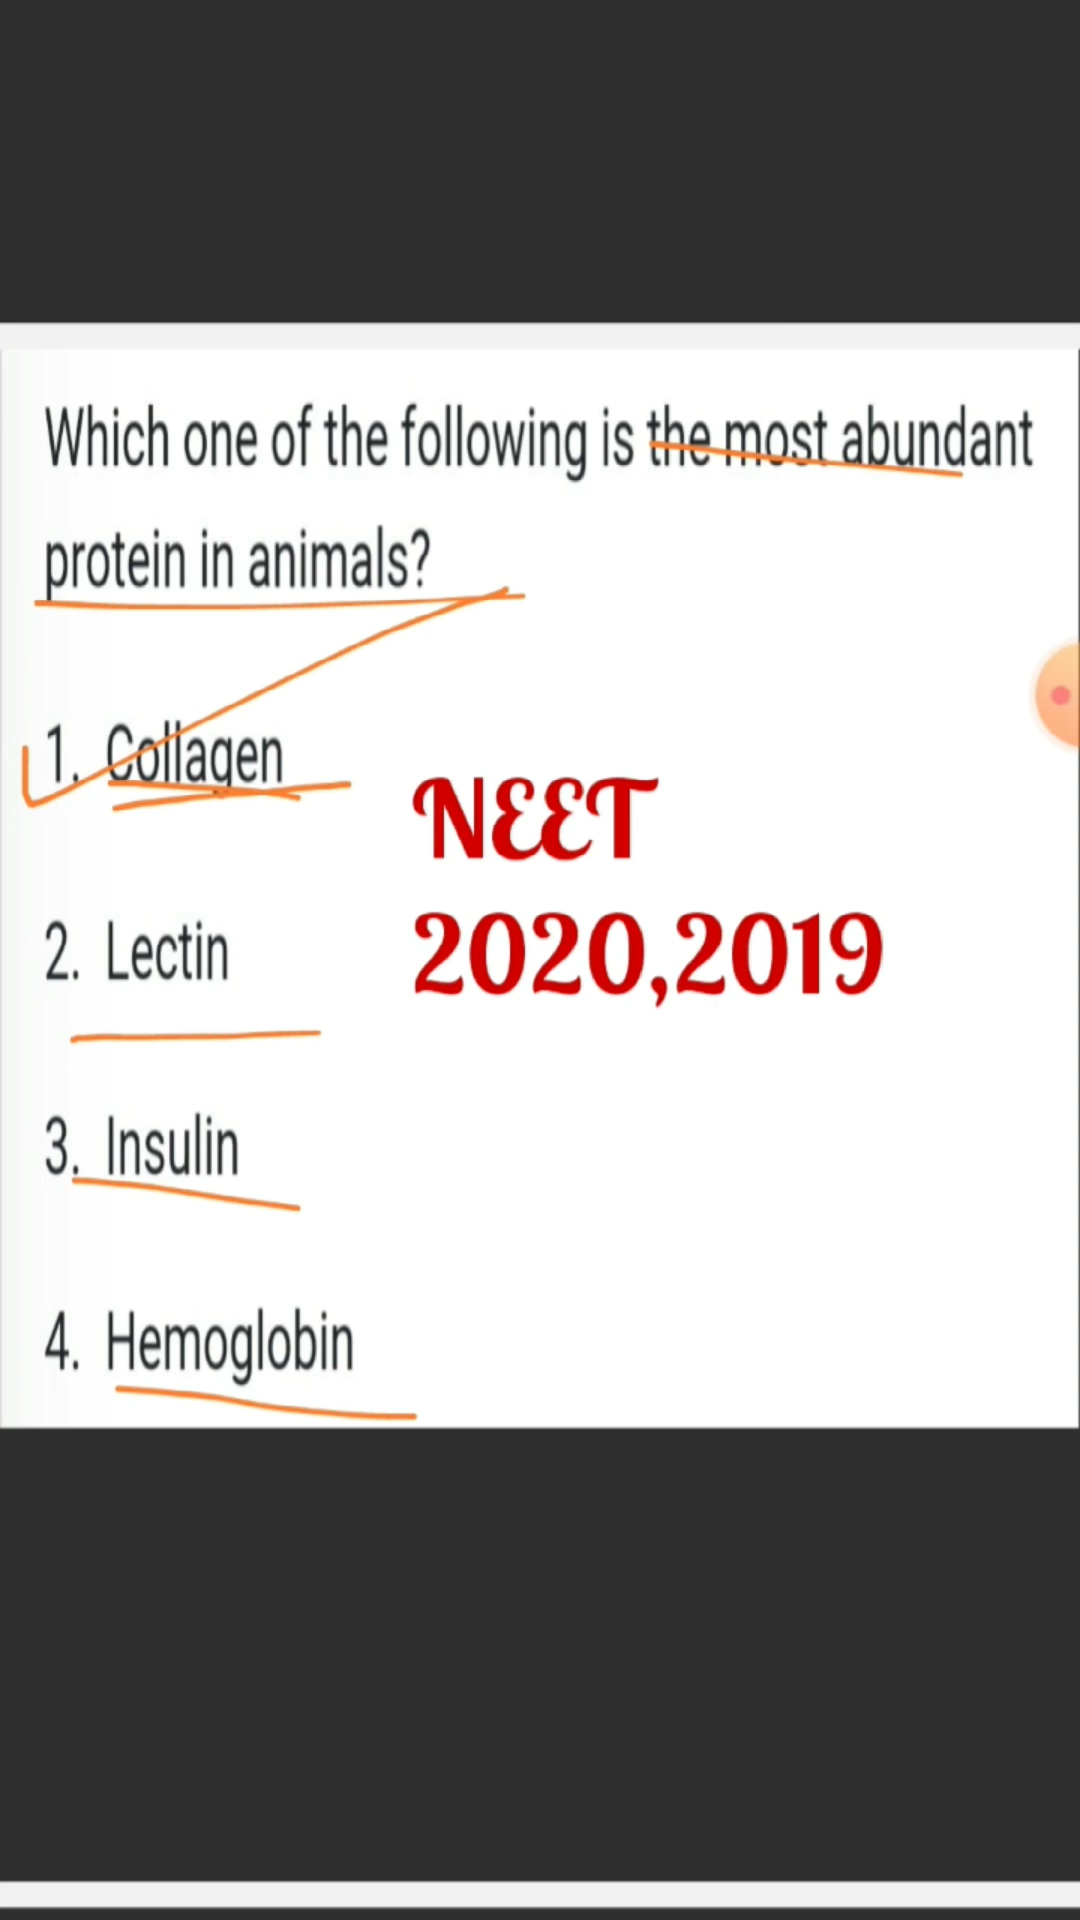 Which one of the following is the most abundant
protein in animals?
1. Collagen
NEET
2020,2019
2. Lectin
3. Insulin
4. Hemoglobin